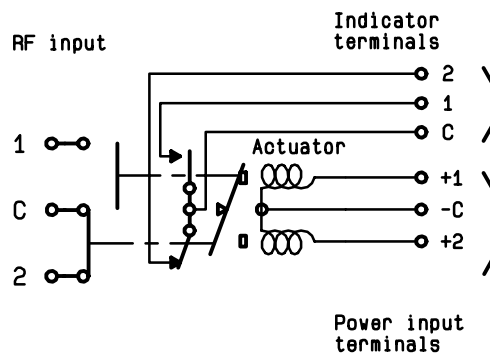 Indicator
terminals
RF input
2
1
C
1
Actuator
+1
C
-C
+2
2
Power input
terminals